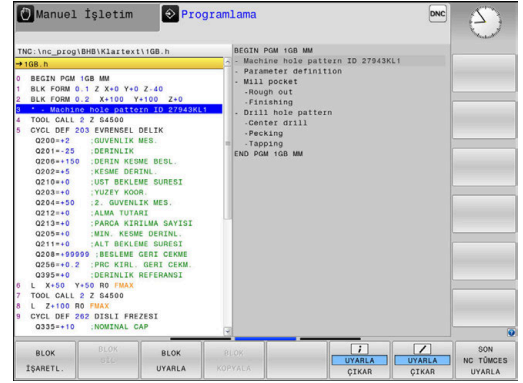 Manuel İşletim
Programlama
DNC
TNC:\nc_prog\BHB\Klartext\1GB.h
→1GB.h
0 BEGIN PGM 1GB MM
1 BLK FORM 0.1 Z X+0 Y+0 Z-40
2 BLK FORM 0.2 X+100 Y+100 Z+0
3 * - Machine hole pattern ID 27943KL1
4 TOOL CALL 2 Z S4500
5 CYCL DEF 203 EVRENSEL DELIK
Q200=+2 ;GUVENLIK MES.
Q201=-25 ;DERINLIK
Q206=+150 ;DERIN KESME BESL.
Q202=+5 ;KESME DERINL.
Q210=+0 ;UST BEKLEME SURESI
Q203=+0 ;YUZEY KOOR.
Q204=+50 ;2. GUVENLIK MES.
Q212=+0 ;ALMA TUTARI
Q213=+0 ;PARCA KIRILMA SAYISI
Q205=+0 ;MIN. KESME DERINL.
Q211=+0 ;ALT BEKLEME SURESI
Q208=+99999 ;BESLEME GERI CEKME
Q256=+0.2 ;PRC KIRL. GERI CEKM.
Q395=+0 ;DERINLIK REFERANSI
6 L X+50 Y+50 R0 FMAX
7 TOOL CALL 2 Z S4500
8 L Z+100 R0 FMAX
9 CYCL DEF 262 DISLI FREZESI
Q335=+10 ;NOMINAL CAP
BEGIN PGM 1GB MM
- Machine hole pattern ID 27943KL1
- Parameter definition
- Mill pocket
-Rough out
-Finishing
- Drill hole pattern
-Center drill
-Pecking
-Tapping
END PGM 1GB MM
BLOK
İŞARETL.
BLOK
BLOK
UYARLA
BLOK
KOPYALA
UYARLA
ÇIKAR
UYARLA
ÇIKAR
SON
NC TÜMCES
UYARLA